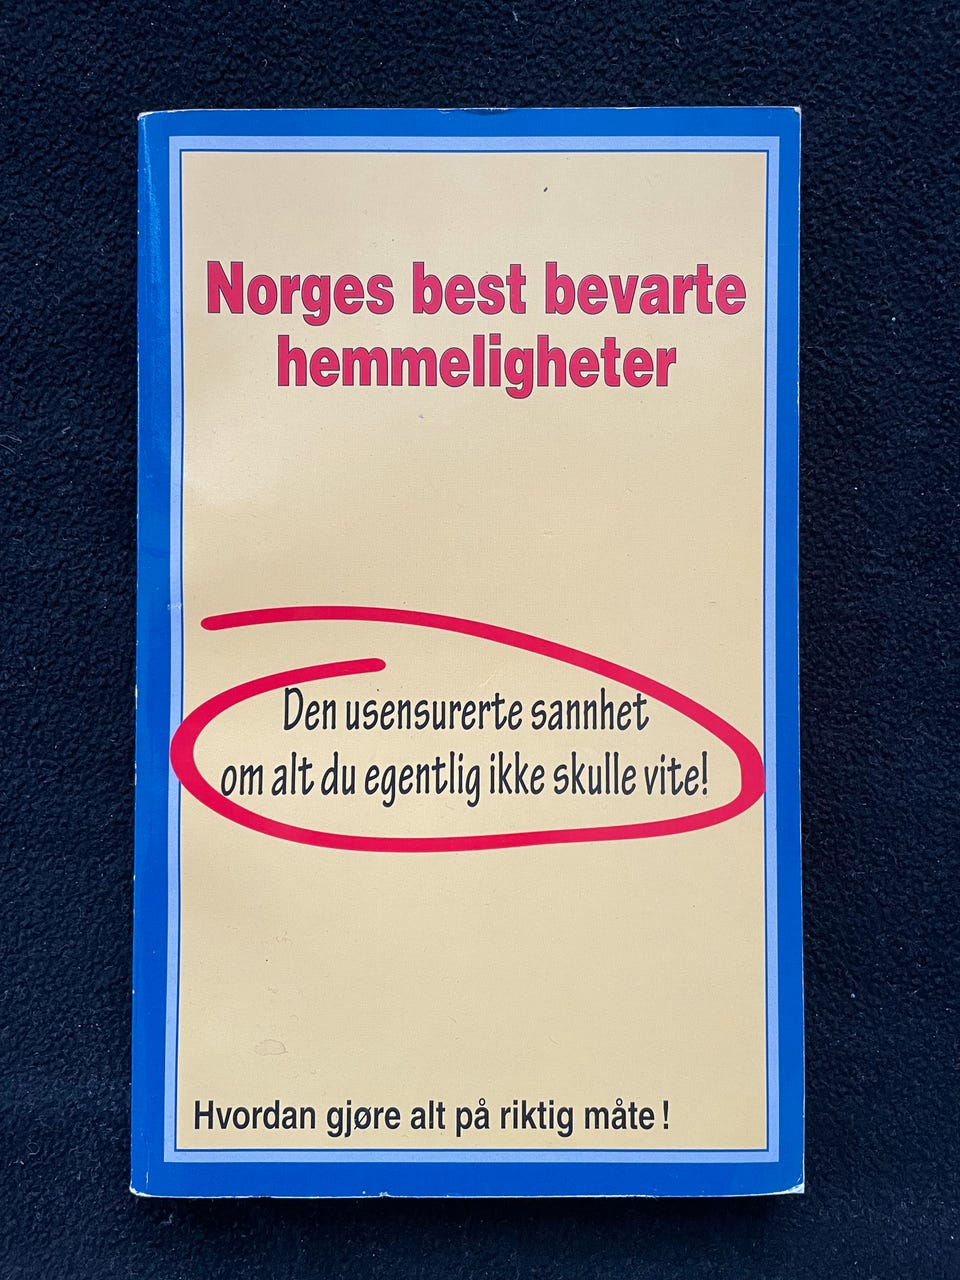 Norges best bevarte
hemmeligheter
Den usensurerte sannhet
om alt du egentlig ikke skulle vite!
Hvordan gjøre alt på riktig måte !